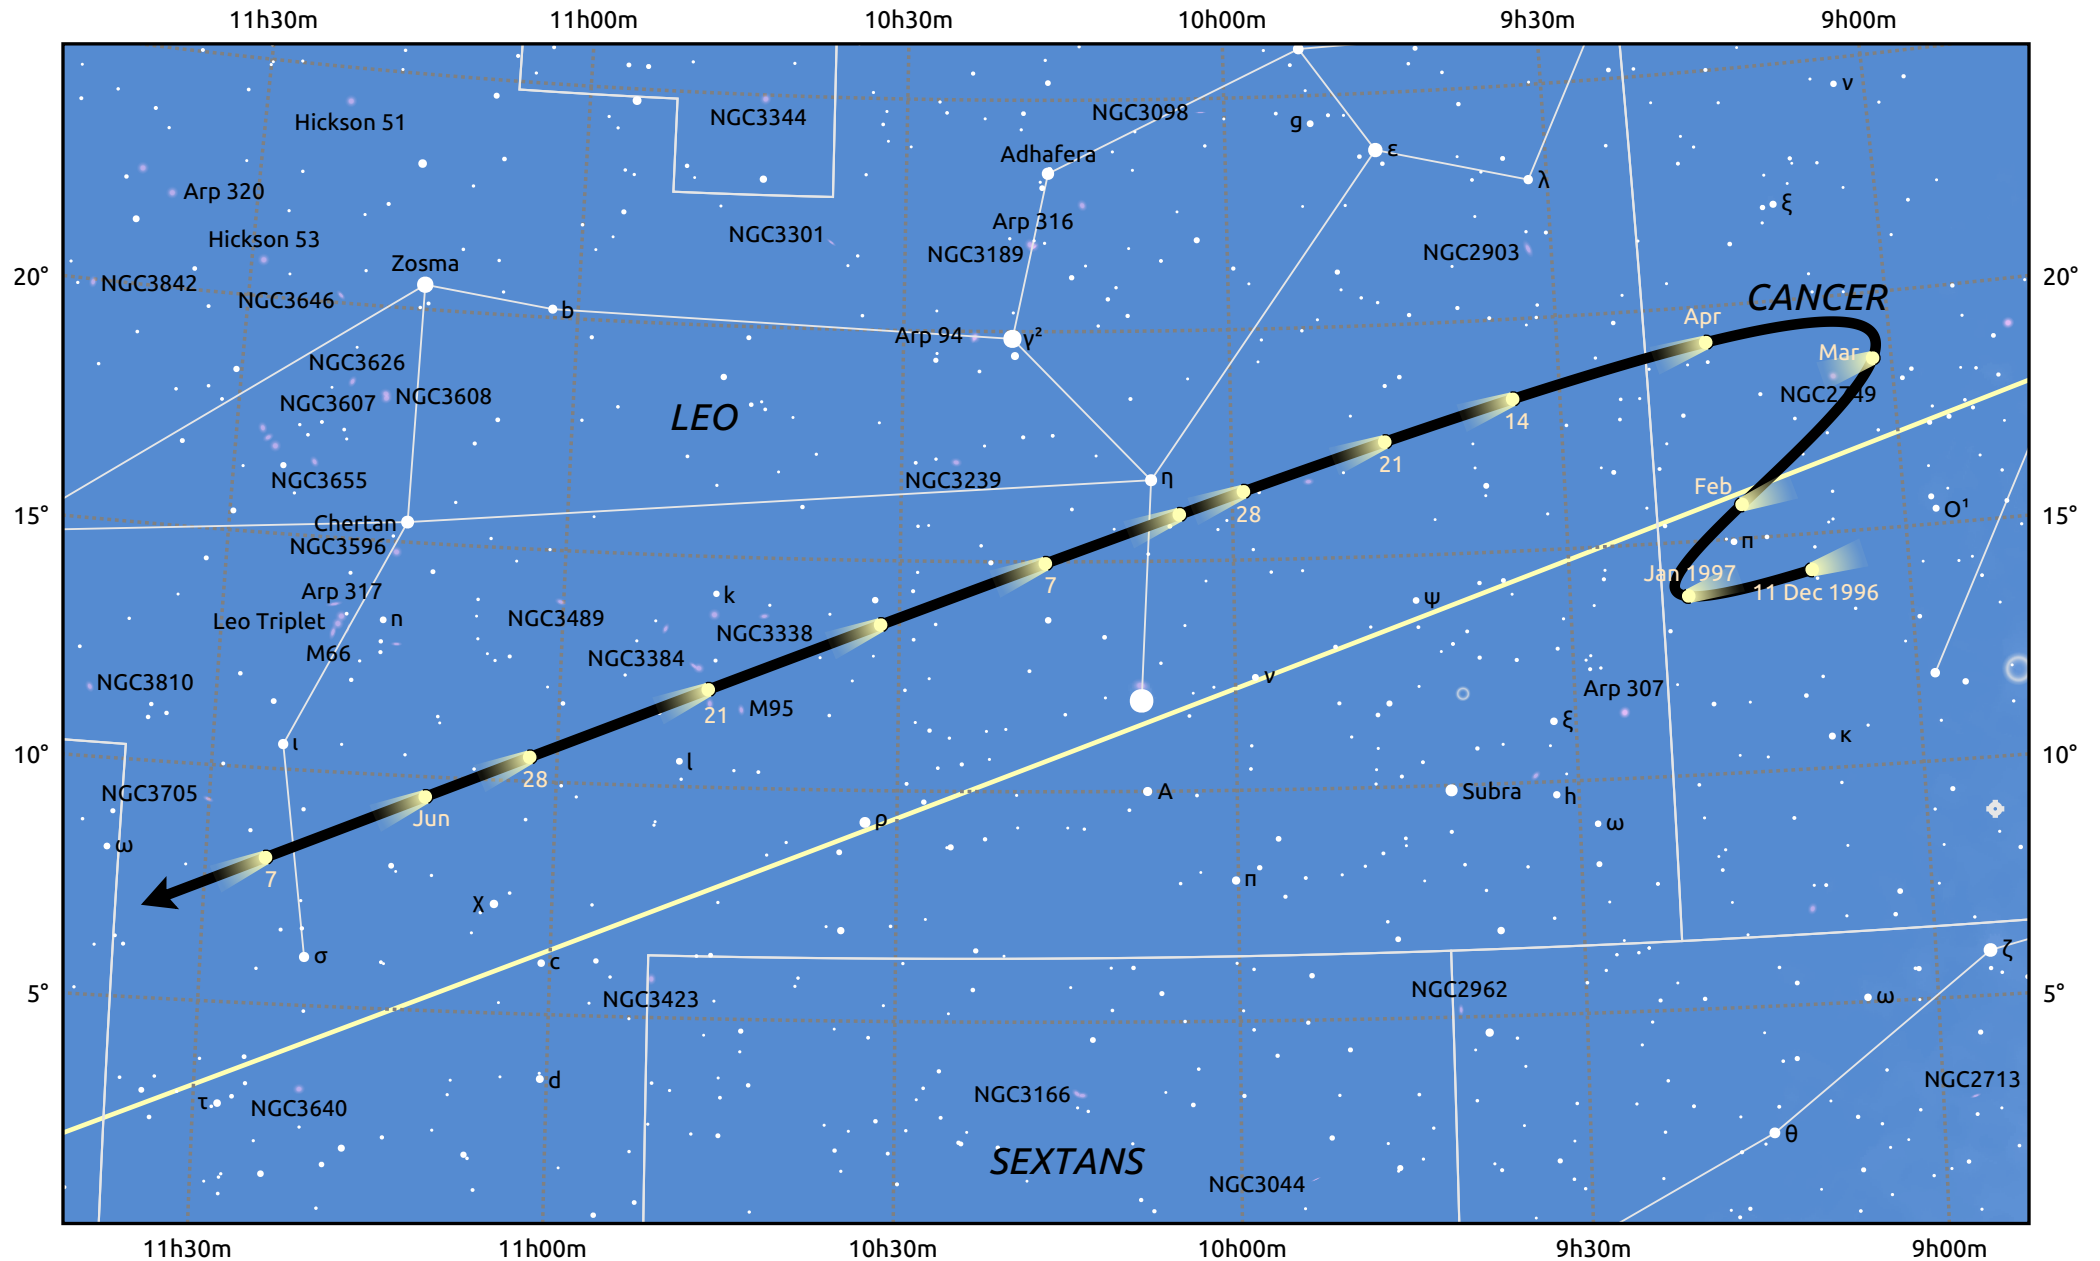 11h30m 11h00m 10h30m 10h00m 9h30m 9h00m
ν
NGC3098
NGC3344
Hickson 51
g
ε
Adhafera
λ
Arp 320
ξ
Arp 316
NGC3301
Hickson 53
NGC2903
NGC3189
Zosma
20° 20°
NGC3842
CANCER
NGC3646
b
Apr
Arp 94 γ²
Mar
NGC3626
NGC2749
NGC3608
NGC3607
LEO
14
21
NGC3655 NGC3239 η
Feb
O¹
28
15° 15°
Chertan
π
NGC3596
Jan 1997
7
Arp 317
11 Dec 1996
k
ψ
NGC3489
n
Leo Triplet
NGC3338
M66
NGC3384
ν
NGC3810
Arp 307
M95
21
ξ
κ
ι
10° 10°
l
28
A
Subra
NGC3705
h
Jun
ρ
ω
ω
7
π
χ
ζ
σ
c
NGC2962
5° 5°
ω
NGC3423
d
NGC2713
NGC3166
τ
NGC3640
θ
SEXTANS
NGC3044
11h30m 11h00m 10h30m 10h00m 9h30m 9h00m